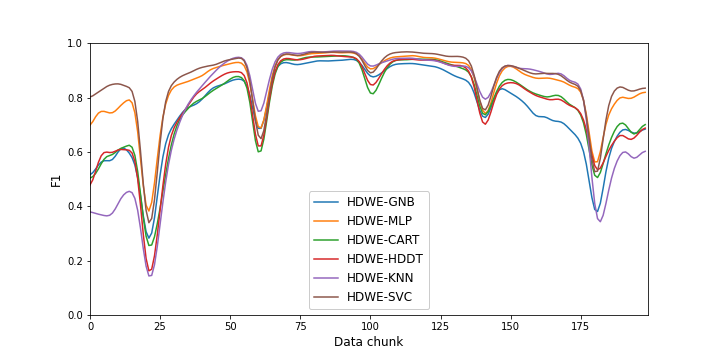 1.0
0.8
0.6
0.4
0.2
0.0
F1
HDWE-GNB
HDWE-MLP
HDWE-CART
HDWE-HDDT
HDWE-KNN
HDWE-SVC
0 25 50 75 100 125 150 175
Data chunk